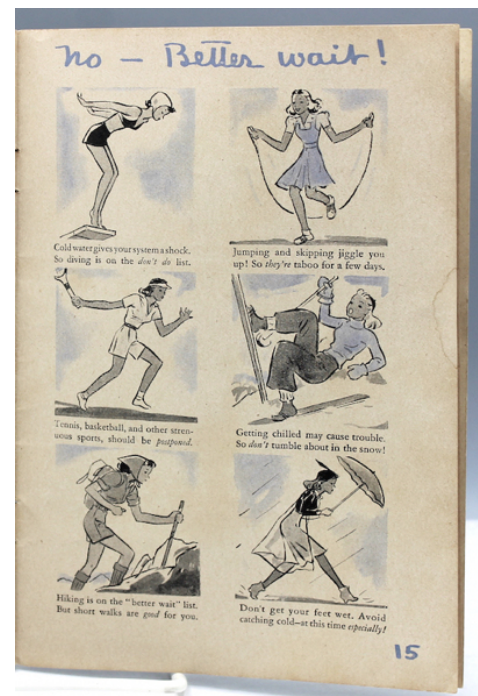 no - Better wait!
Cold water gives your system a shock.
So diving is on the don't do list.
Jumping and skipping jiggle you
up! So they're taboo for a few days.
Tennis, basketball, and other stren-
uous sports, should be postponed.
Getting chilled may cause trouble.
So don't tumble about in the snow!
Hiking is on the "better wait" list.
But short walks are good for you.
Don't get your feet wet. Avoid
catching cold—at this time especially!
15